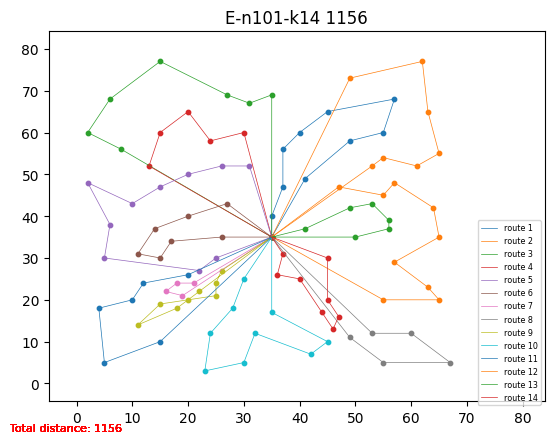 E-n101-k14 1156
80
70
60
50
40
30
20
10
0
0 10 20 30 40 50 60 70 80
route 1
route 2
route 3
route 4
route 5
route 6
route 7
route 8
route 9
route 10
route 11
route 12
route 13
route 14
Total distance: 1156